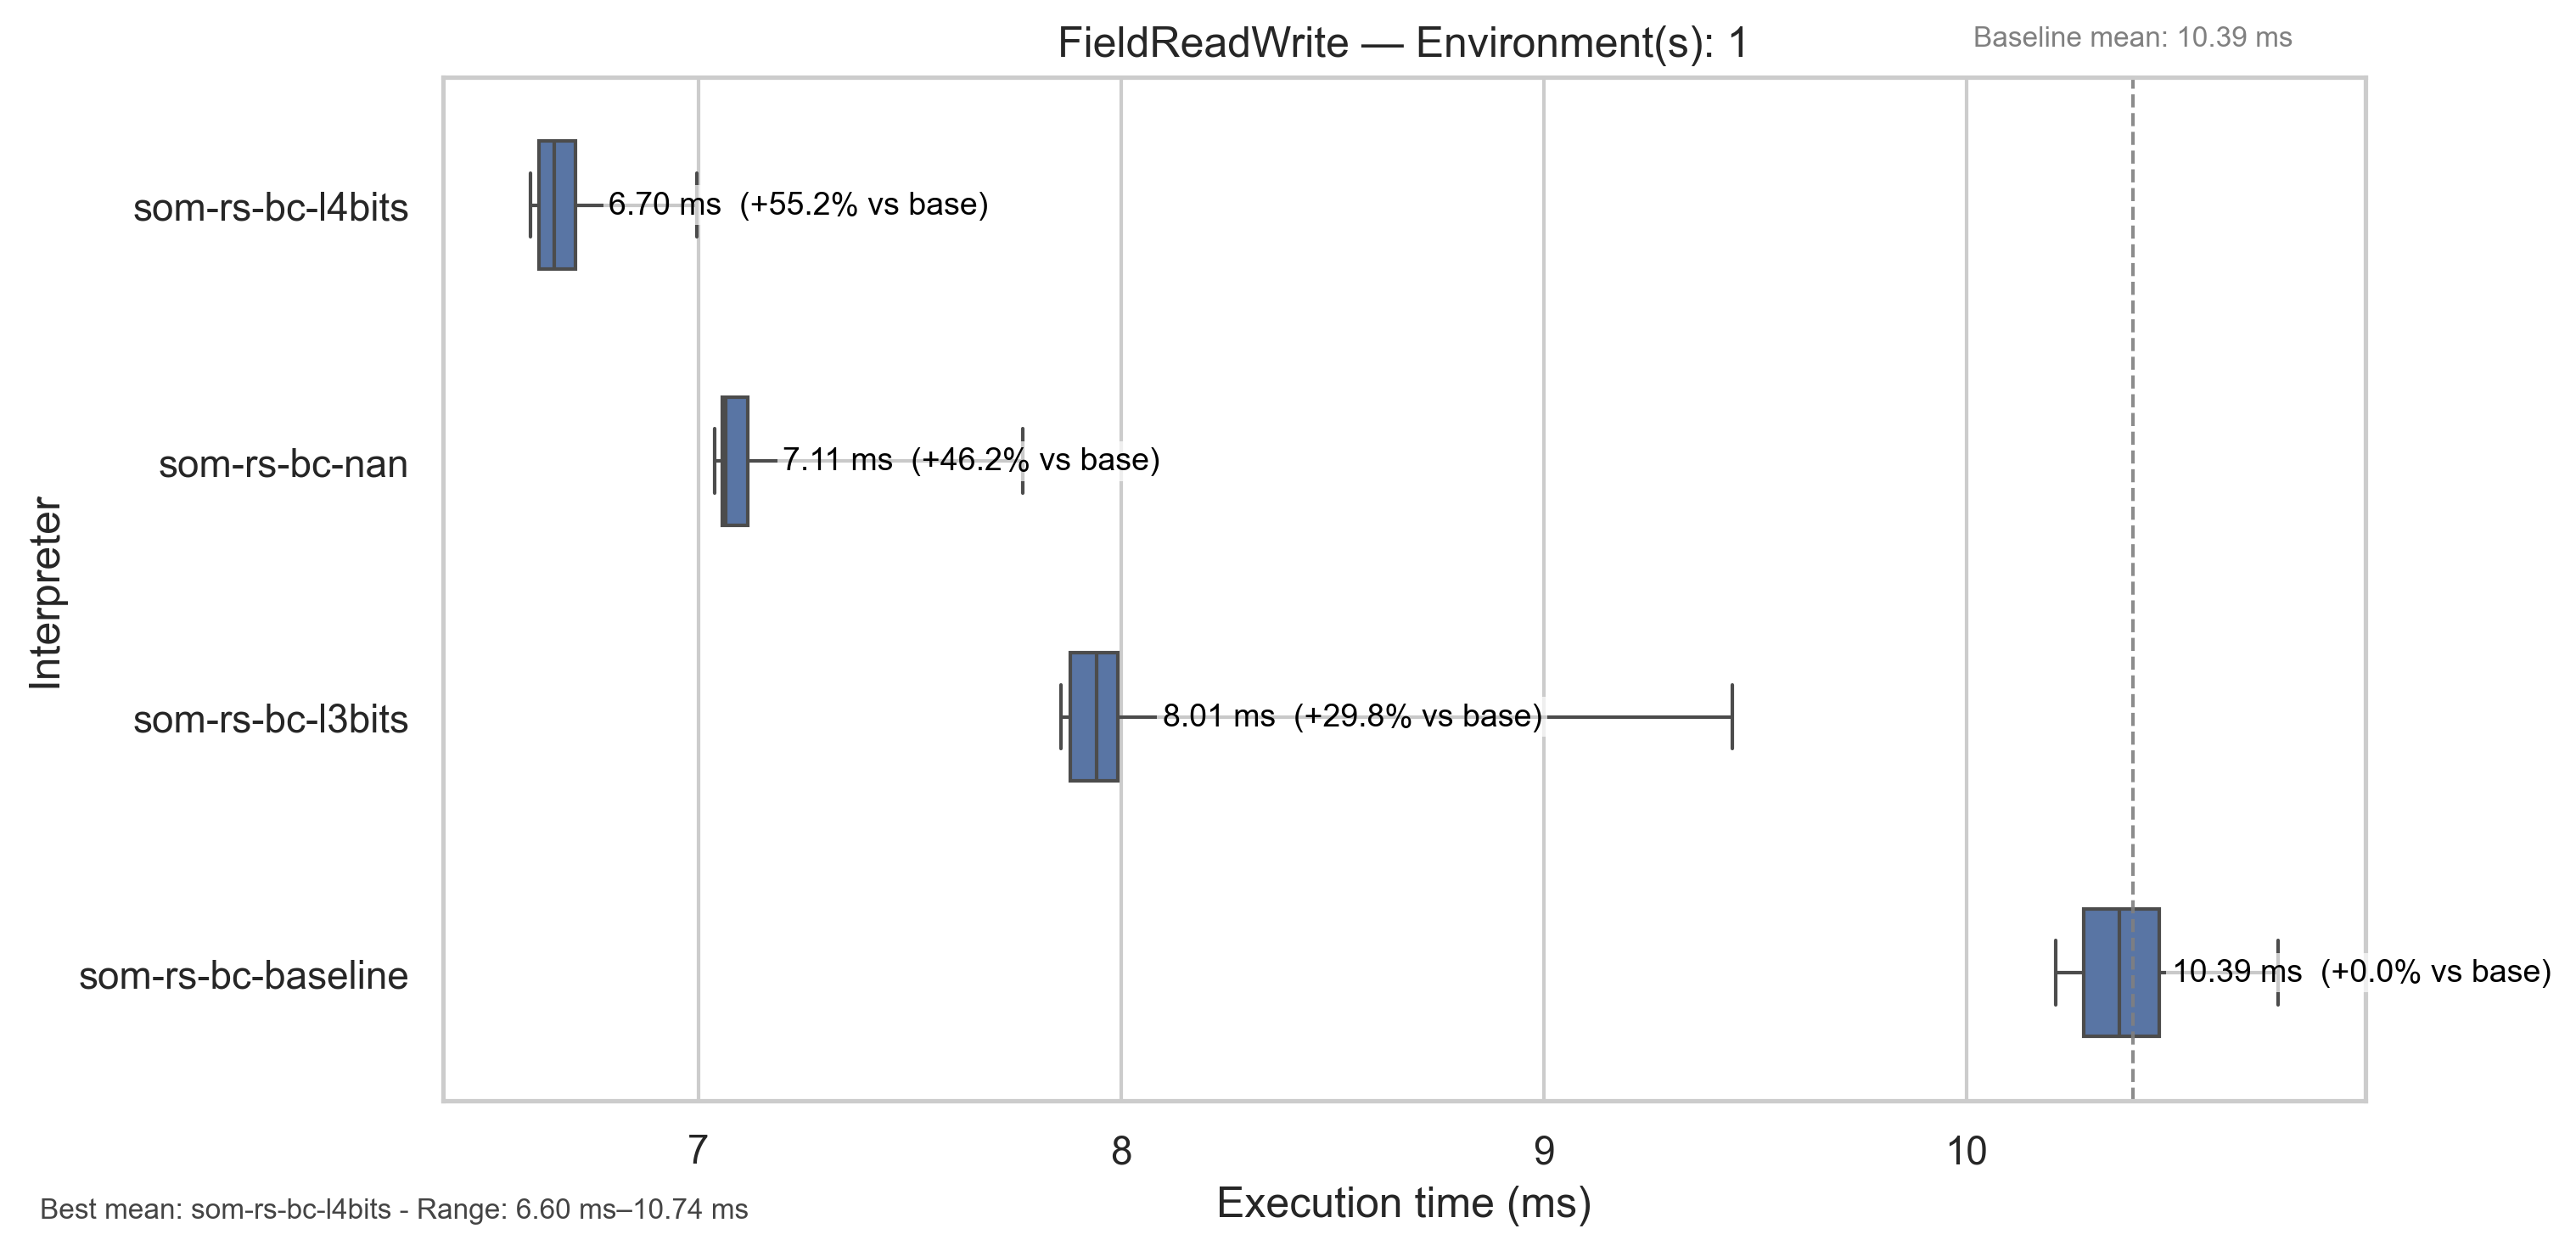 FieldReadWrite — Environment(s): 1
Baseline mean: 10.39 ms
Interpreter
som-rs-bc-l4bits
6.70 ms (+55.2% vs base)
som-rs-bc-nan
7.11 ms (+46.2% vs base)
som-rs-bc-l3bits
8.01 ms (+29.8% vs base)
som-rs-bc-baseline
10.39 ms (+0.0% vs base)
7 8 9 10
Execution time (ms)
Best mean: som-rs-bc-l4bits - Range: 6.60 ms–10.74 ms